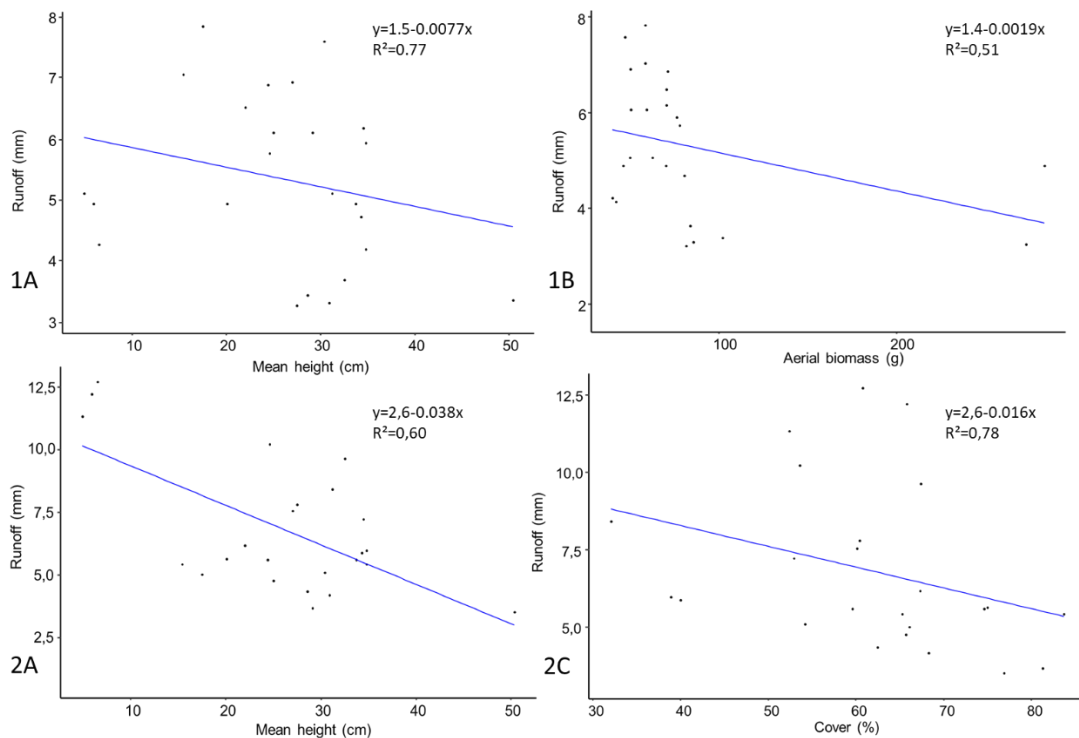 8
7
6
5
4
3
Runoff (mm)
y=1.5-0.0077x
R²=0.77
1A
10
20
30
40
50
Mean height (cm)
8
6
4
2
Runoff (mm)
y=1.4-0.0019x
R²=0,51
1B
100
200
Aerial biomass (g)
12,5
10,0
7,5
5,0
2,5
Runoff (mm)
y=2,6-0.038x
R²=0,60
2A
10
20
30
40
50
Mean height (cm)
12,5
10,0
7,5
5,0
Runoff (mm)
y=2,6-0.016x
R²=0,78
2C
30
40
50
60
70
80
Cover (%)